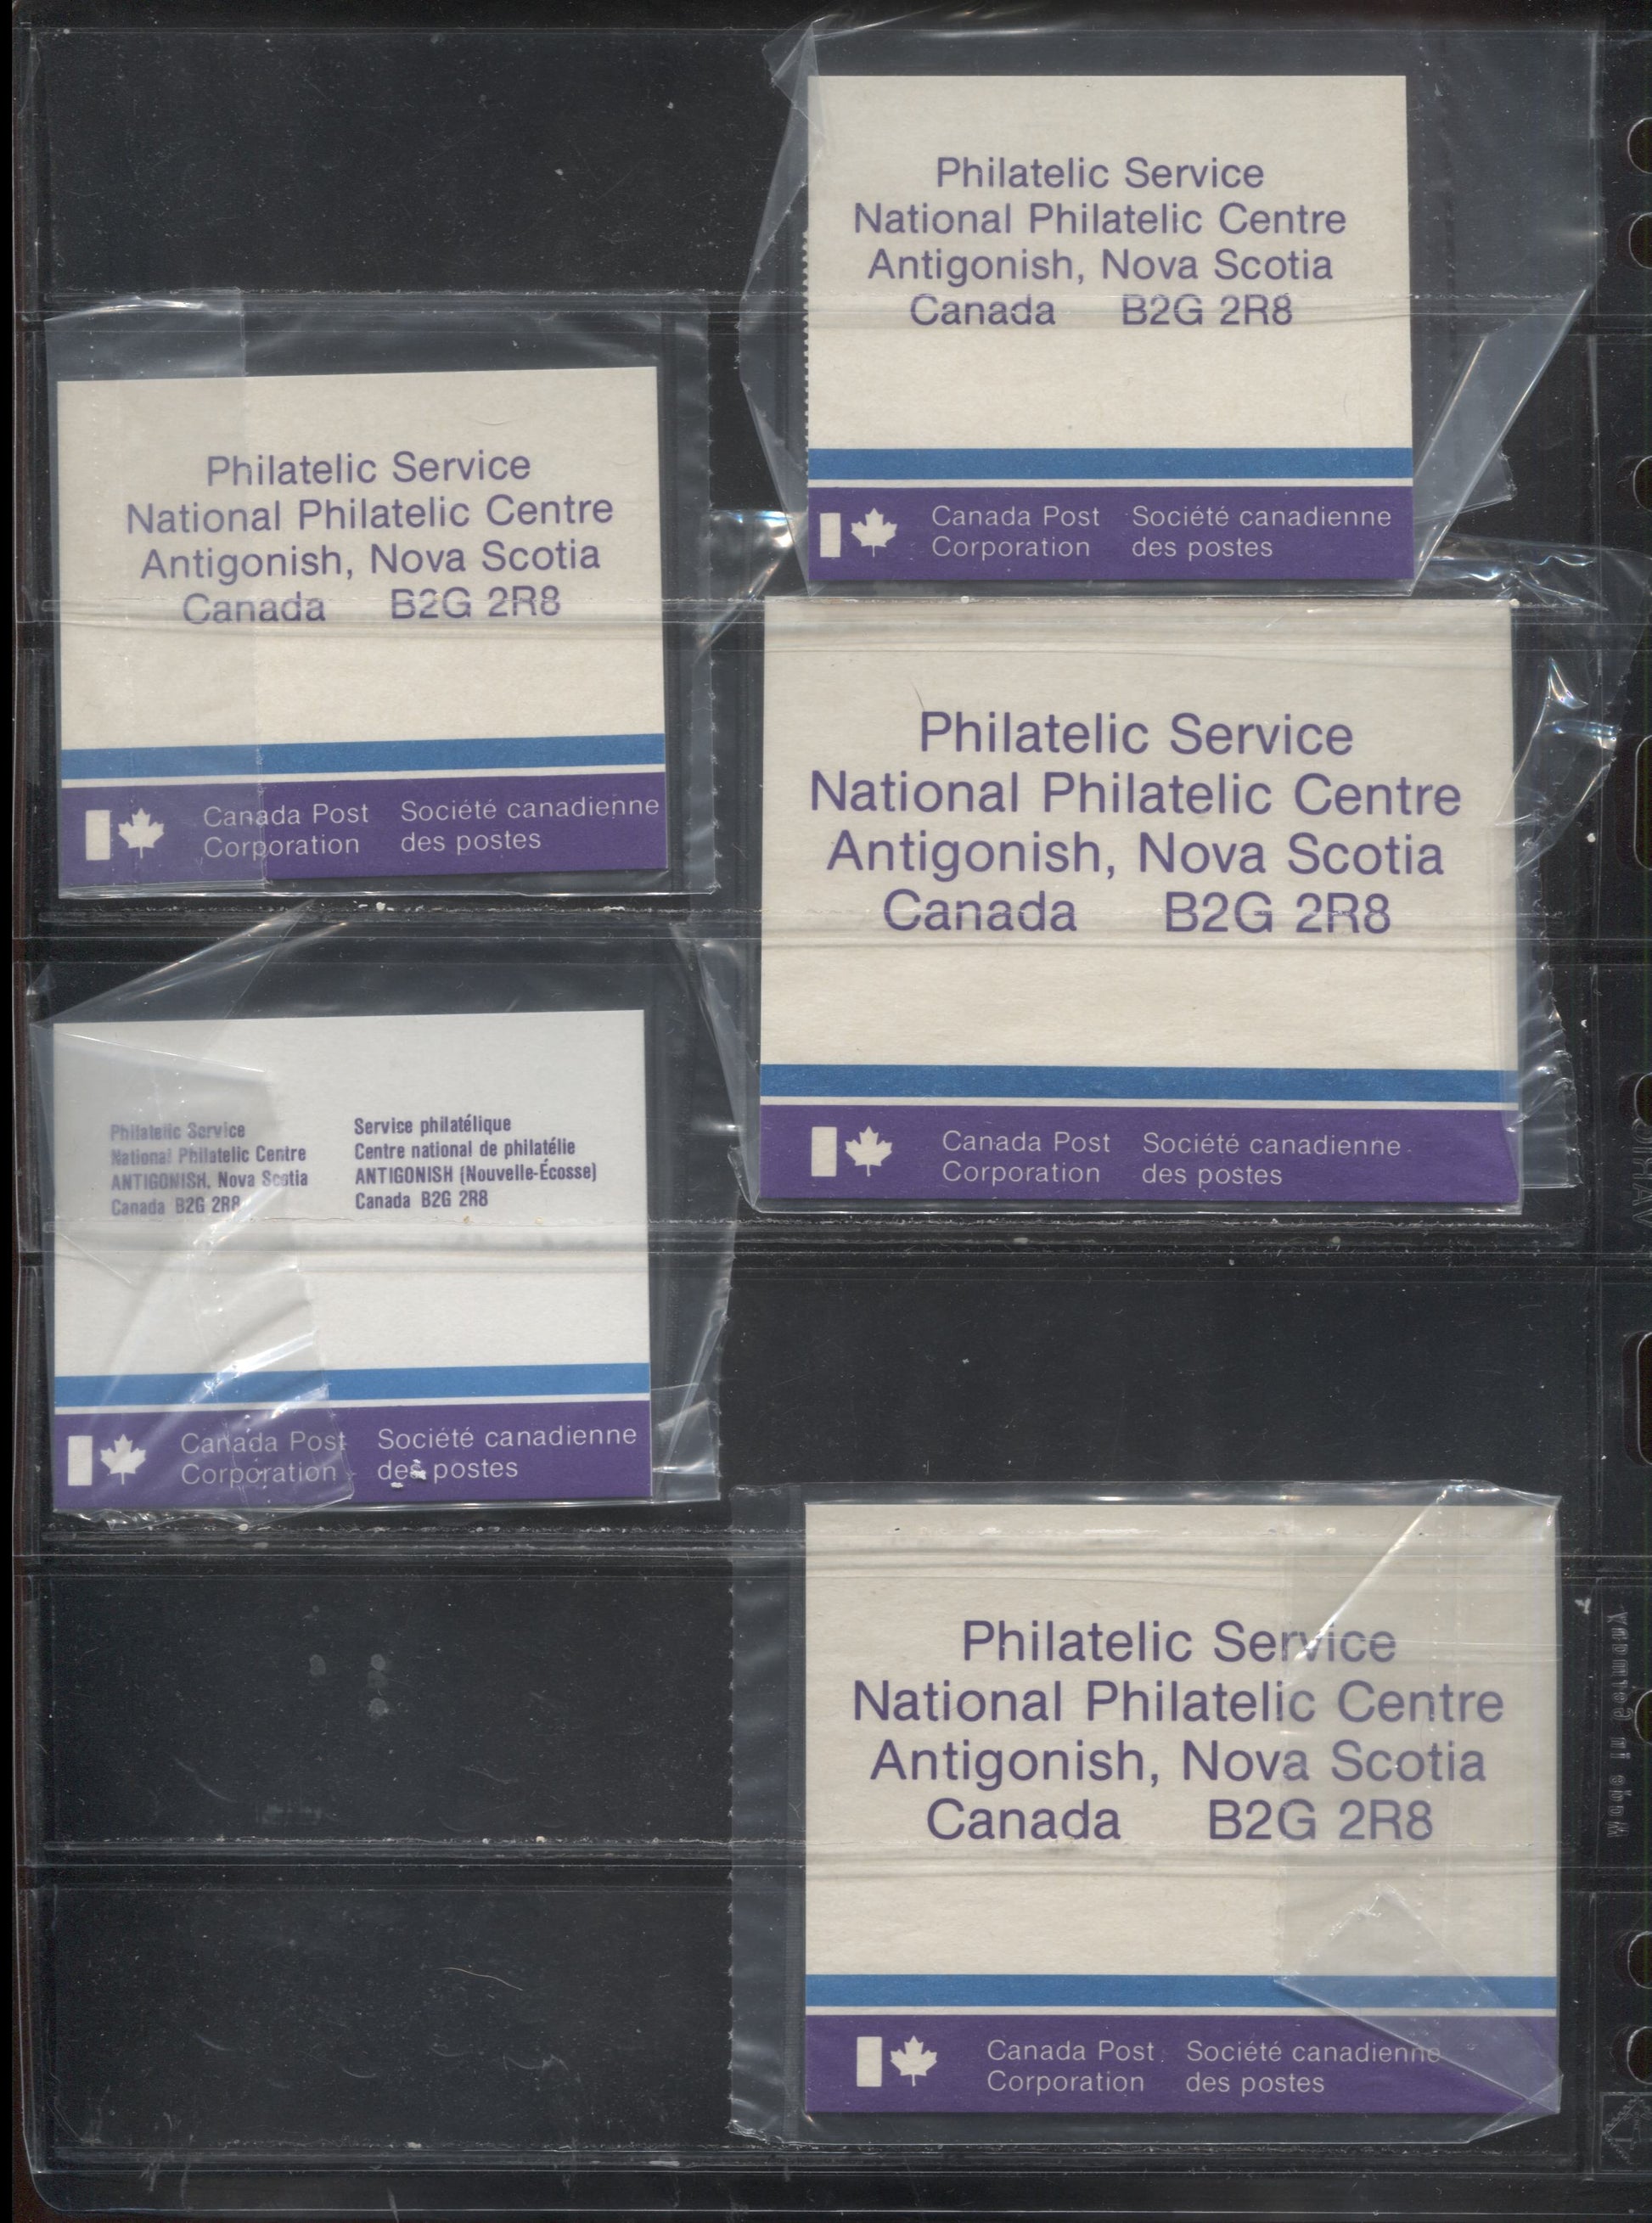 Philatelic Service
National Philatelic Centre
Antigonish, Nova Scotia
Canada B2G 2R8
Canada Post Société canadienne
Corporation des postes
Philatelic Service
National Philatelic Centre
Antigonish, Nova Scotia
Canada B2G 2R8
Canada Post Société canadienne
Corporation des postes
Philatelic Service
National Philatelic Centre
Antigonish, Nova Scotia
Canada B2G 2R8
Canada Post Société canadienne
Corporation des postes
Philatelic Service
National Philatelic Centre
ANTIGONISH, Nova Scotia
Canada B2G 2R8
Service philatélique
Centre national de philatélie
ANTIGONISH (Nouvelle-Écosse)
Canada B2G 2R8
Canada Post Société canadienne
Corporation des postes
Philatelic Service
National Philatelic Centre
Antigonish, Nova Scotia
Canada B2G 2R8
Canada Post Société canadienne
Corporation des postes
Made in Germany